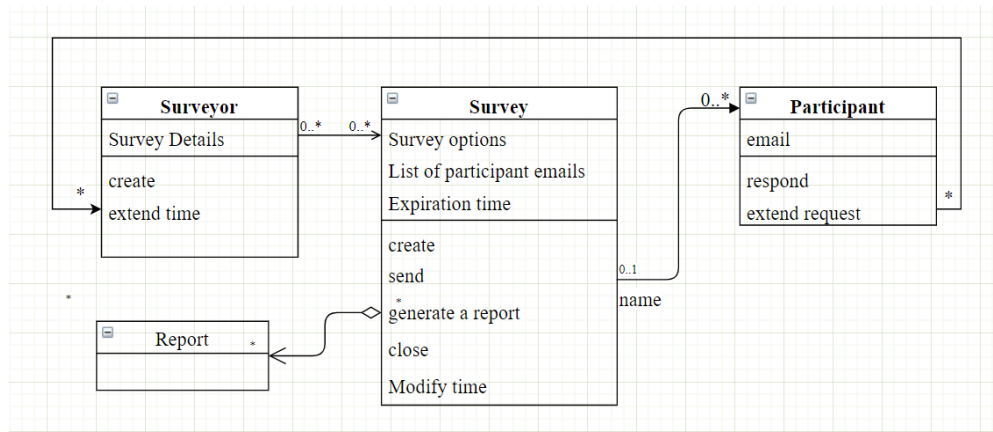 Surveyor
Survey Details
create
extend time
*
0..*
0..*
Survey
Survey options
List of participant emails
Expiration time
create
send
generate a report
close
Modify time
*
0..1
name
0..*
Participant
email
respond
extend request
*
*
Report
*